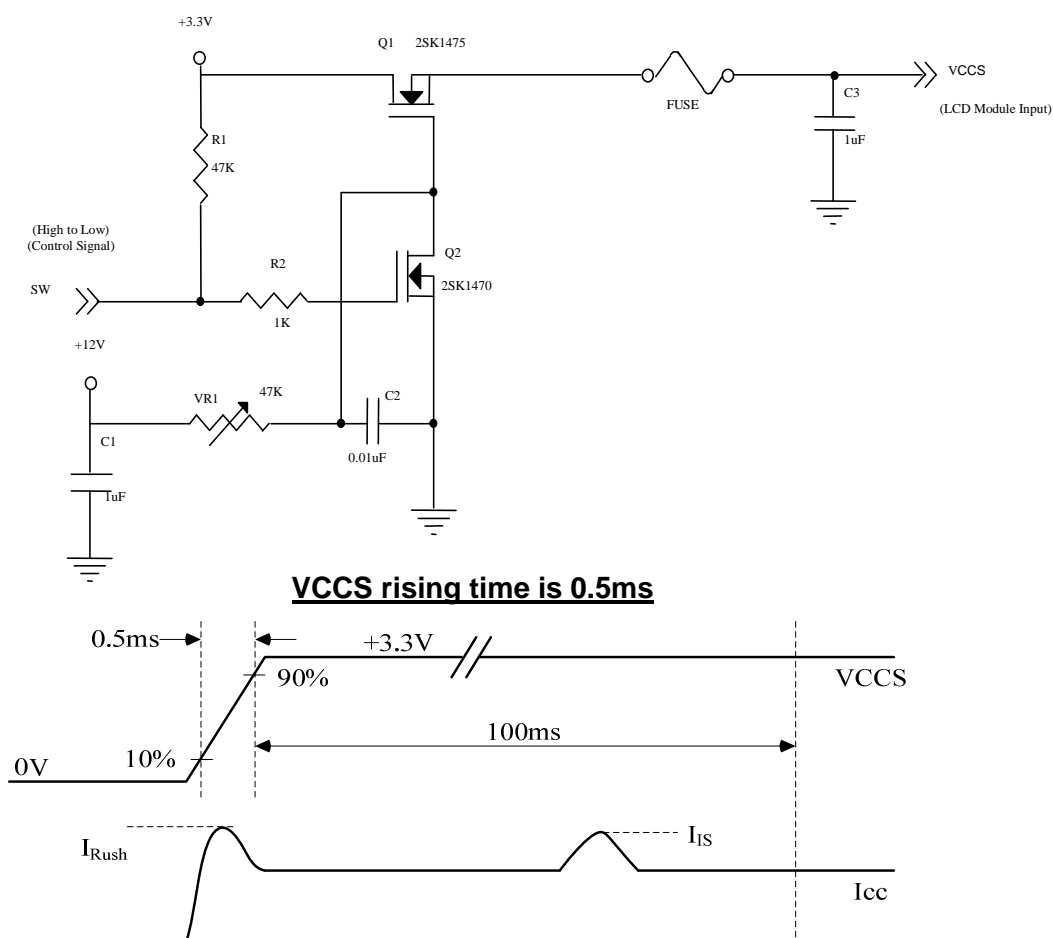 +3.3V
Q1 2SK1475
VCCS
FUSE
C3
(LCD Module Input)
R1
1uF
47K
(High to Low)
(Control Signal)
Q2
R2
SW
2SK1470
1K
+12V
VR1
47K
C2
C1
0.01uF
1uF
VCCS rising time is 0.5ms
0.5ms
+3.3V
90%
VCCS
100ms
10%
0V
IRush
IIS
Icc